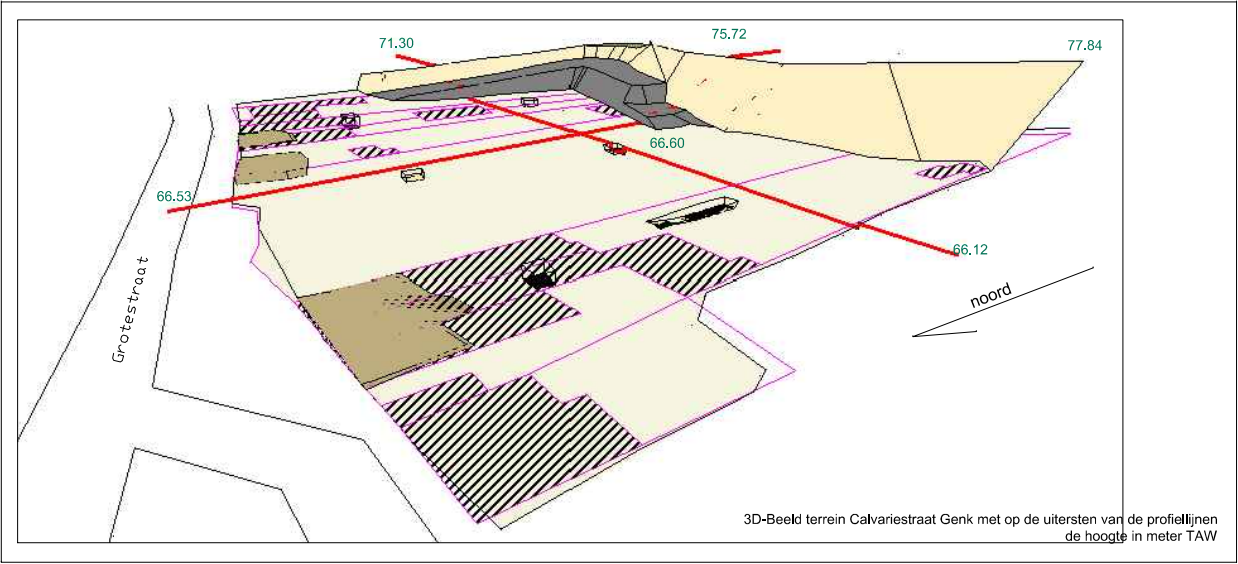 71.30
75.72
77.84
66.60
66.53
66.12
noord
Grotestraat
3D-Beeld terrein Calvariestraat Genk met op de uitersten van de profiellijnen
de hoogte in meter TAW